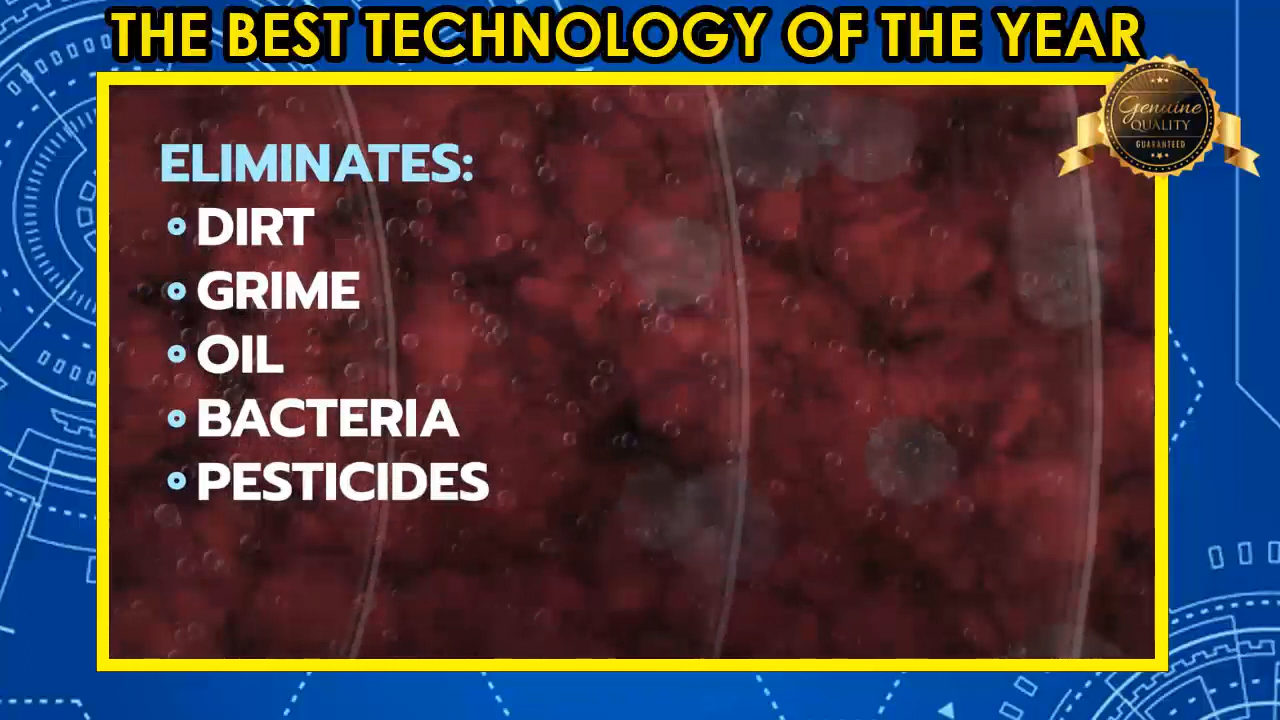 THE BEST TECHNOLOGY OF THE YEAR
Genuine
QUALITY
GUARANTEED
ELIMINATES:
DIRT
GRIME
OIL
BACTERIA
PESTICIDES